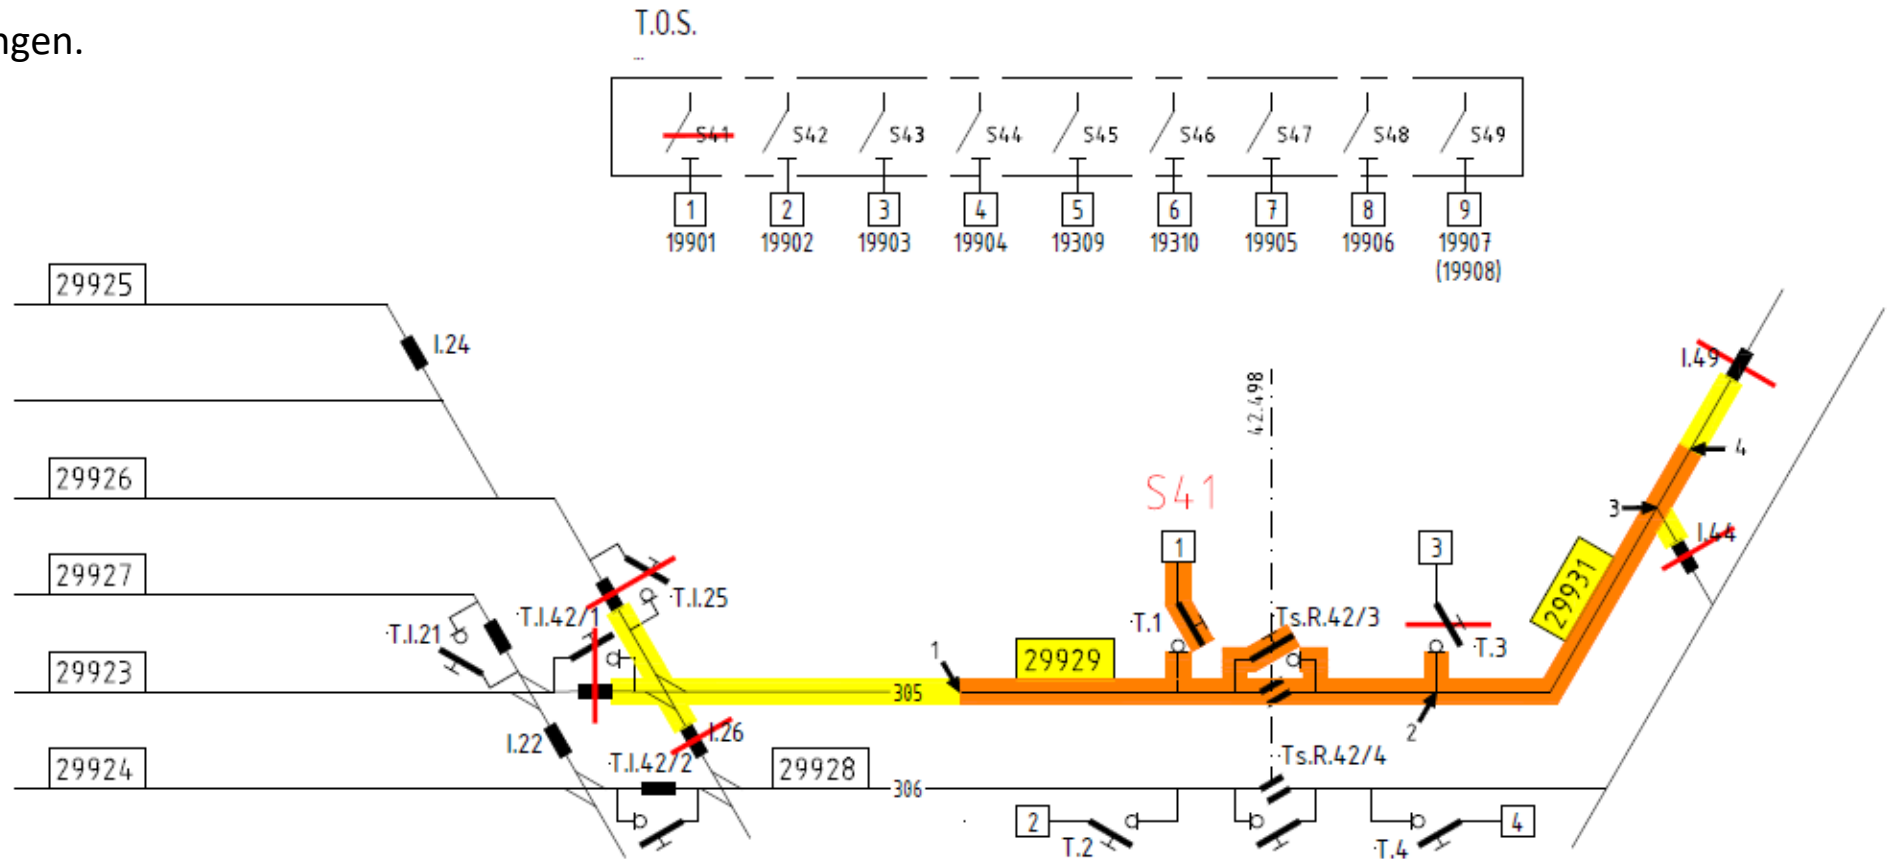 ngen.
T.O.S.
...
S41 S42 S43 S44 S45 S46 S47 S48 S49
1 2 3 4 5 6 7 8 9
19901 19902 19903 19904 19309 19310 19905 19906 19907
(19908)
29925
I.24
I.49
42.498
4
29926
S41
3
I.44
1
3
29927
T.I.25
T.I.42/1
T.I.21
T.1
Ts.R.42/3
T.3
29931
29923
1
29929
305
2
I.26
I.22
T.I.42/2
29924
29928
Ts.R.42/4
306
2
T.2
T.4
4